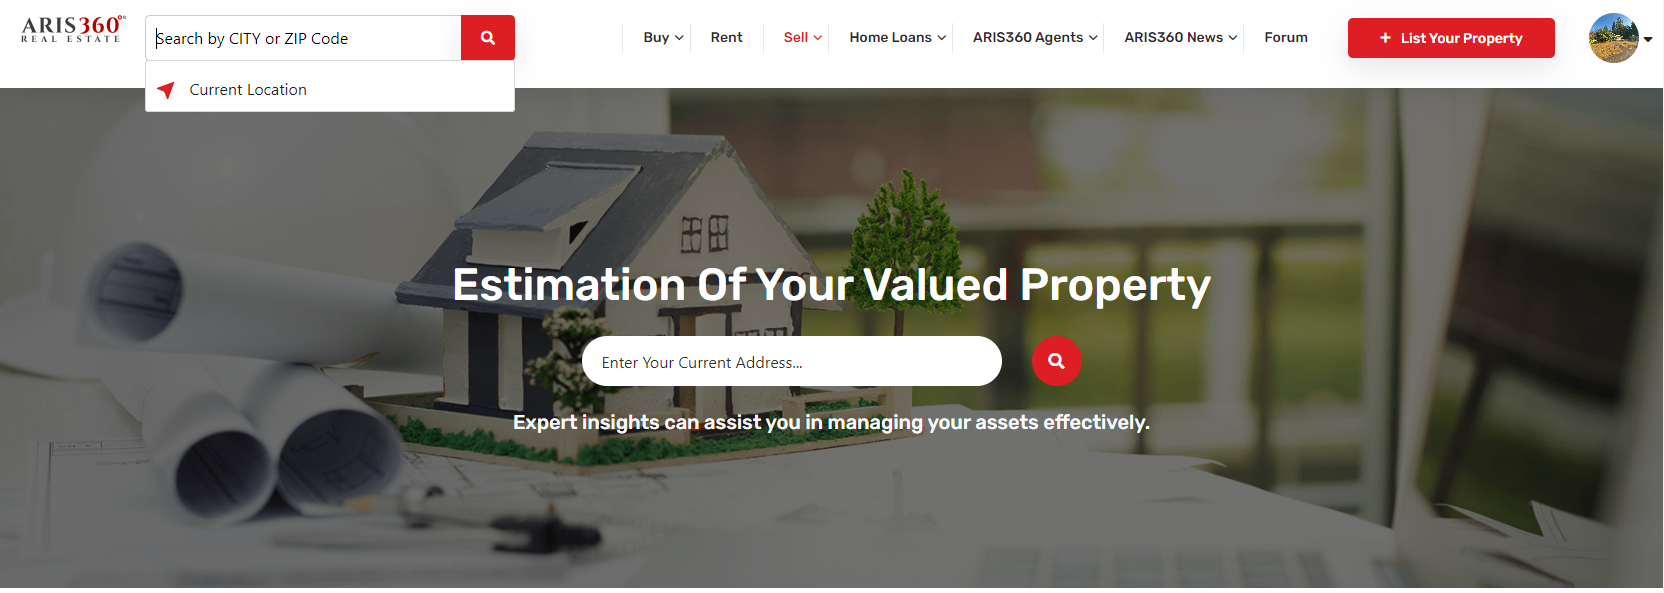 ARIS360
REAL ESTATE
Search by CITY or ZIP Code
Current Location
Buy
Rent
Sell
Home Loans
ARIS360 Agents
ARIS360 News
Forum
+ List Your Property
Estimation Of Your Valued Property
Enter Your Current Address...
Expert insights can assist you in managing your assets effectively.